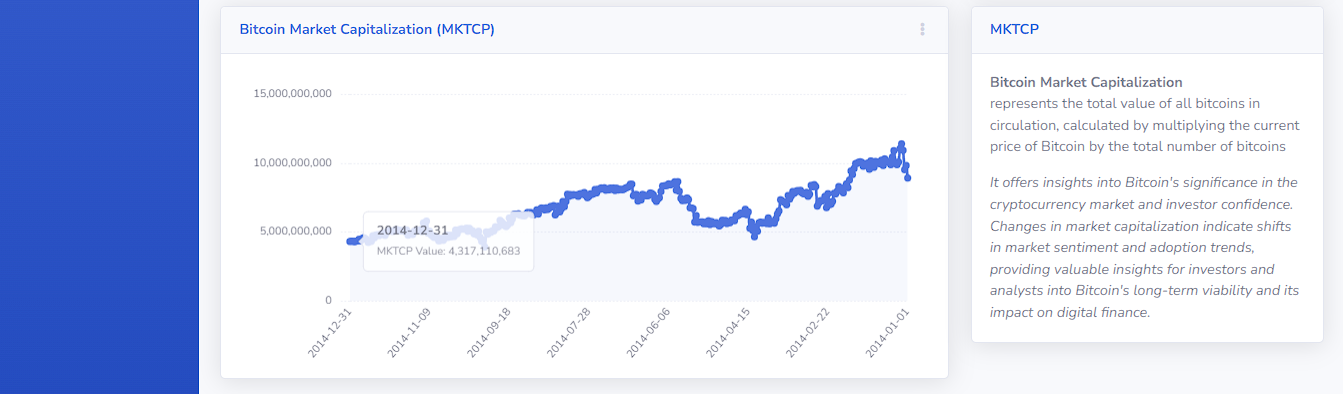 Bitcoin Market Capitalization (MKTCP)
15,000,000,000
10,000,000,000
5,000,000,000
0
2014-12-31
MKTCP Value: 4,317,110,683
2014-12-31
2014-11-09
2014-09-18
2014-07-28
2014-06-06
2014-04-15
2014-02-22
2014-01-01
MKTCP
Bitcoin Market Capitalization
represents the total value of all bitcoins in
circulation, calculated by multiplying the current
price of Bitcoin by the total number of bitcoins
It offers insights into Bitcoin's significance in the
cryptocurrency market and investor confidence.
Changes in market capitalization indicate shifts
in market sentiment and adoption trends,
providing valuable insights for investors and
analysts into Bitcoin's long-term viability and its
impact on digital finance.